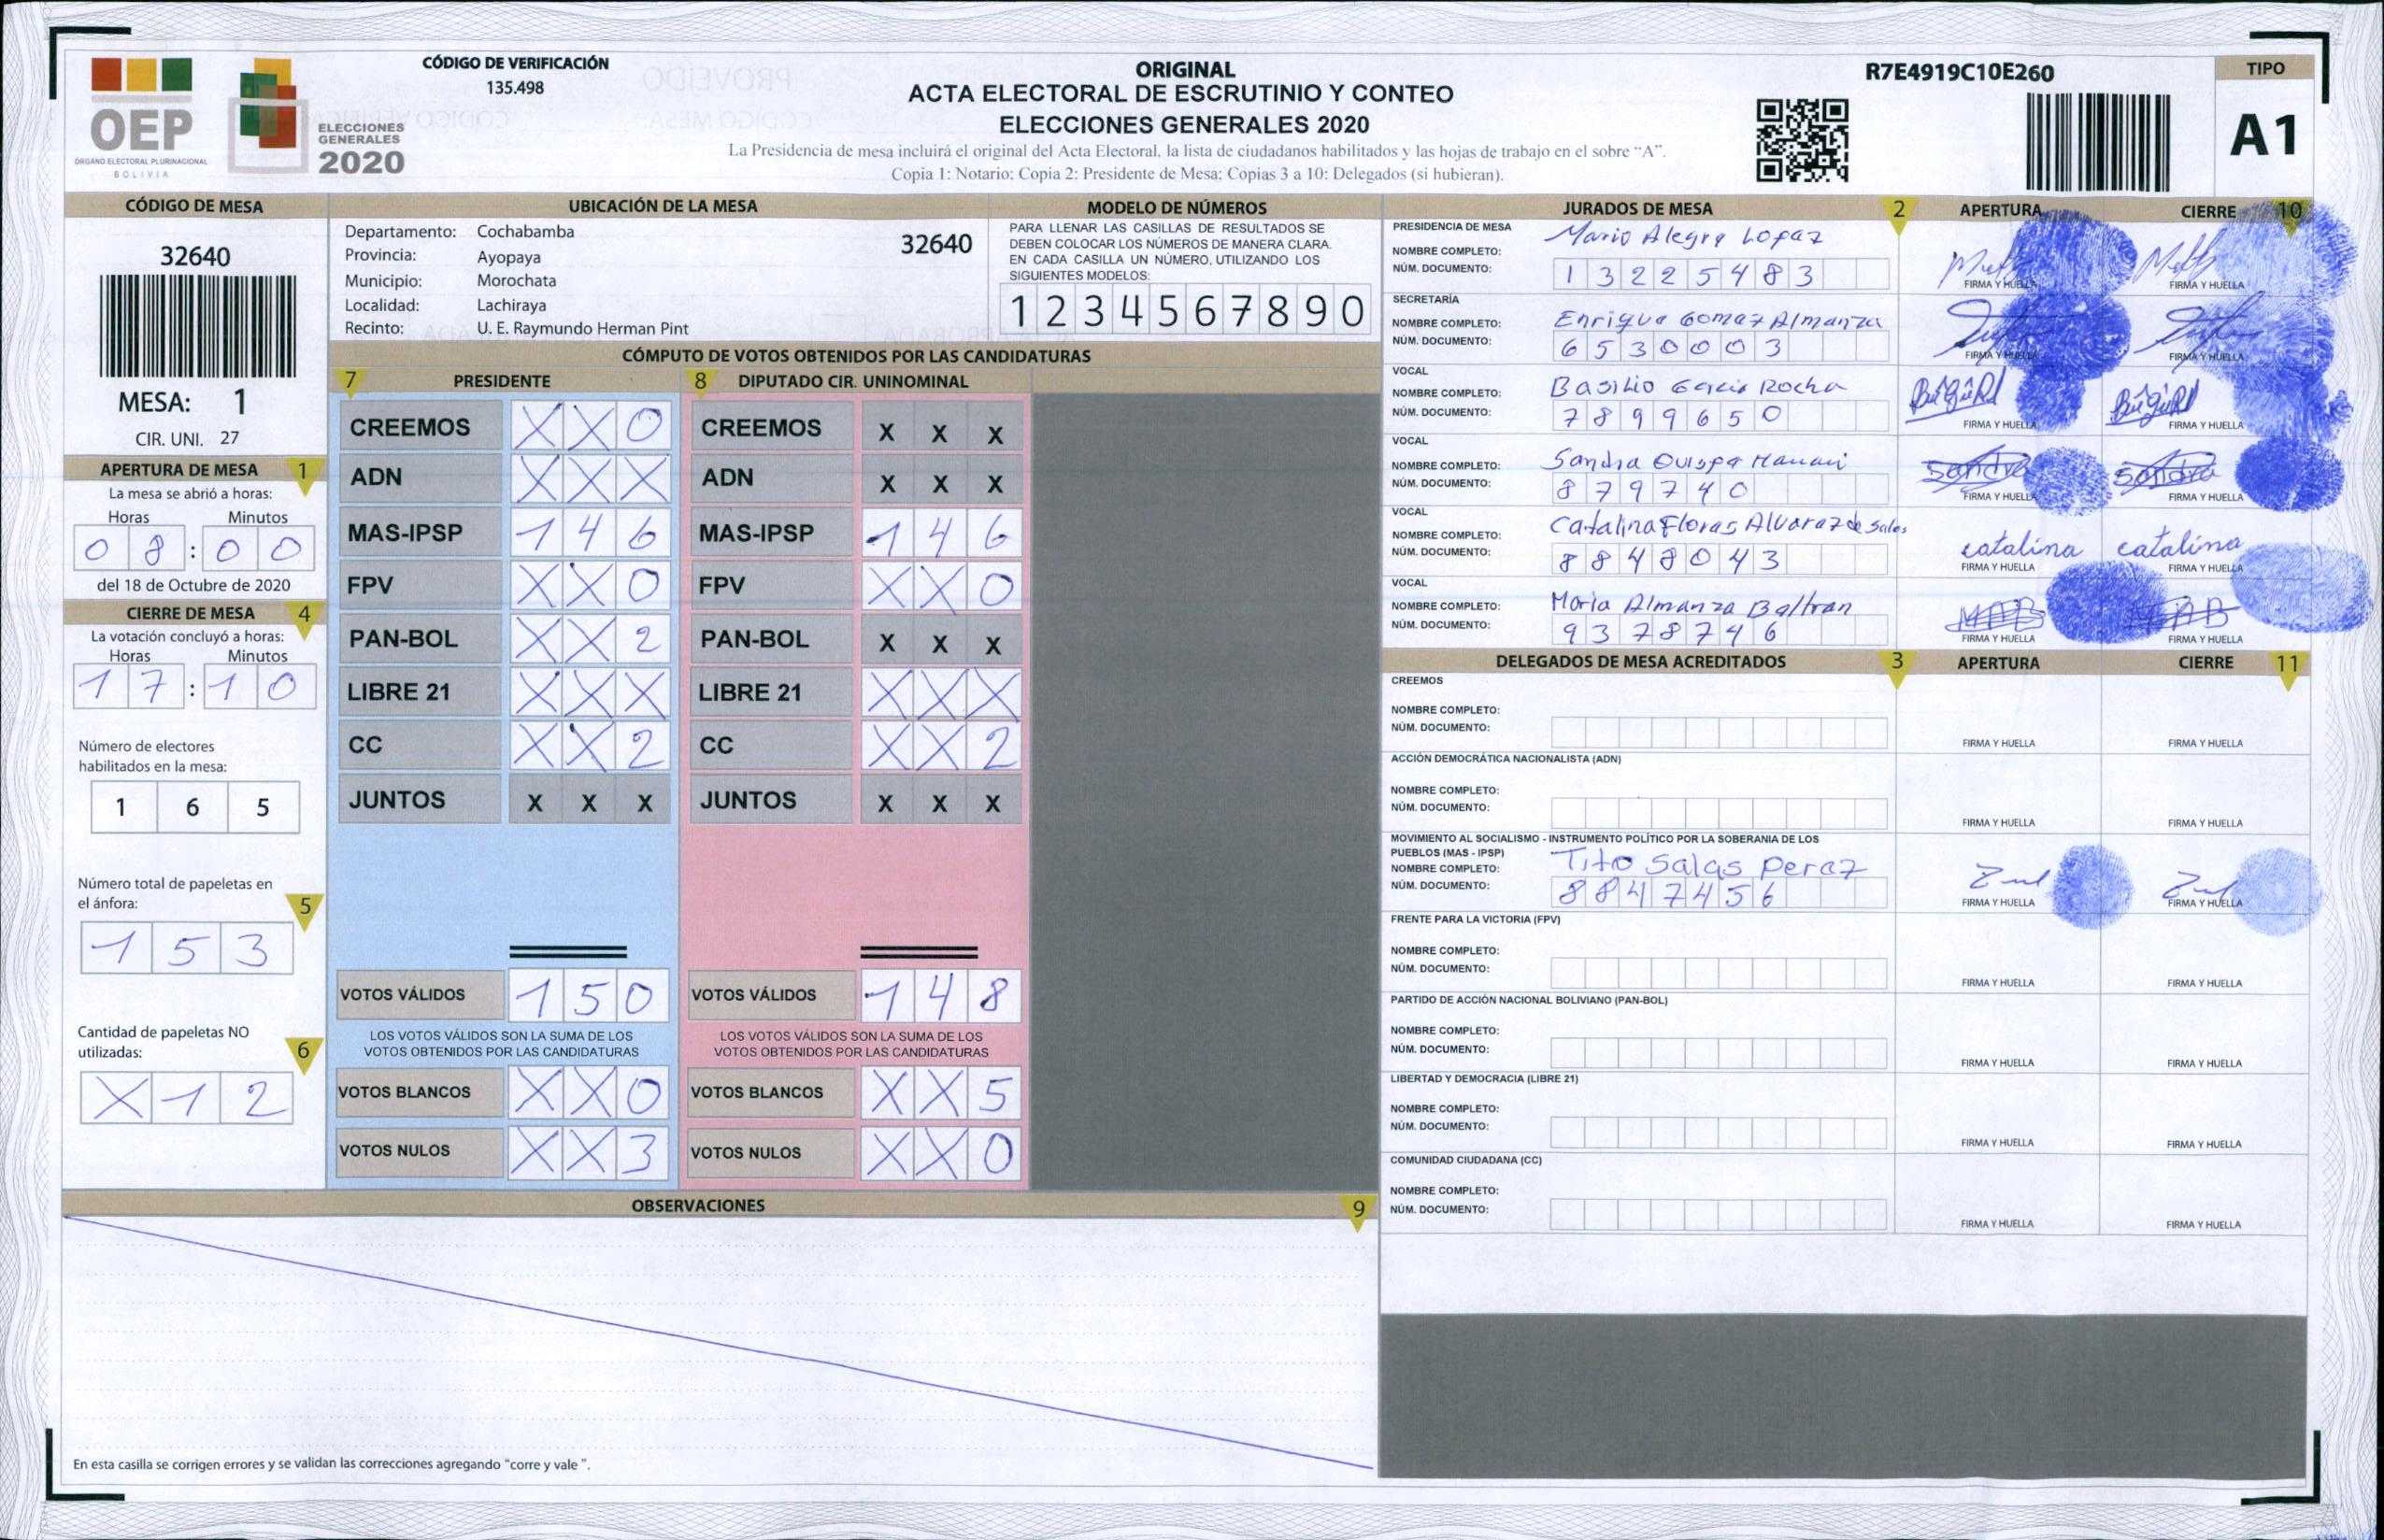 CÓDIGO DE VERIFICACIÓN
135.498
OEP
ÓRGANO ELECTORAL PLURINACIONAL
BOLIVIA
ELECCIONES
GENERALES
2020
ORIGINAL
ACTA ELECTORAL DE ESCRUTINIO Y CONTEO
ELECCIONES GENERALES 2020
La Presidencia de mesa incluirá el original del Acta Electoral, la lista de ciudadanos habilitados y las hojas de trabajo en el sobre "A".
Copia 1: Notario; Copia 2: Presidente de Mesa; Copias 3 a 10: Delegados (si hubieran).
R7E4919C10E260
TIPO
A1
CÓDIGO DE MESA
32640
MESA: 1
CIR. UNI. 27
APERTURA DE MESA 1
La mesa se abrió a horas:
Horas Minutos
0 8 : 0 0
del 18 de Octubre de 2020
CIERRE DE MESA 4
La votación concluyó a horas:
Horas Minutos
1 7 : 1 0
Número de electores
habilitados en la mesa:
1 6 5
Número total de papeletas en
el ánfora: 5
1 5 3
Cantidad de papeletas NO
utilizadas: 6
X 1 2
UBICACIÓN DE LA MESA
Departamento: Cochabamba 32640
Provincia: Ayopaya
Municipio: Morochata
Localidad: Lachiraya
Recinto: U. E. Raymundo Herman Pint
MODELO DE NÚMEROS
PARA LLENAR LAS CASILLAS DE RESULTADOS SE
DEBEN COLOCAR LOS NÚMEROS DE MANERA CLARA.
EN CADA CASILLA UN NÚMERO, UTILIZANDO LOS
SIGUIENTES MODELOS:
1 2 3 4 5 6 7 8 9 0
CÓMPUTO DE VOTOS OBTENIDOS POR LAS CANDIDATURAS
7 PRESIDENTE
CREEMOS X X 0
ADN X X X
MAS-IPSP 1 4 6
FPV X X 0
PAN-BOL X X 2
LIBRE 21 X X X
CC X X 2
JUNTOS X X X
VOTOS VÁLIDOS 1 5 0
LOS VOTOS VÁLIDOS SON LA SUMA DE LOS
VOTOS OBTENIDOS POR LAS CANDIDATURAS
VOTOS BLANCOS X X 0
VOTOS NULOS X X 3
8 DIPUTADO CIR. UNINOMINAL
CREEMOS X X X
ADN X X X
MAS-IPSP 1 4 6
FPV X X 0
PAN-BOL X X X
LIBRE 21 X X X
CC X X 2
JUNTOS X X X
VOTOS VÁLIDOS 1 4 8
LOS VOTOS VÁLIDOS SON LA SUMA DE LOS
VOTOS OBTENIDOS POR LAS CANDIDATURAS
VOTOS BLANCOS X X 5
VOTOS NULOS X X 0
OBSERVACIONES 9
En esta casilla se corrigen errores y se validan las correcciones agregando "corre y vale ".
JURADOS DE MESA 2 APERTURA CIERRE 10
PRESIDENCIA DE MESA
NOMBRE COMPLETO: Mario Alegre Lopez
NÚM. DOCUMENTO: 1 3 2 2 5 4 8 3
FIRMA Y HUELLA FIRMA Y HUELLA
SECRETARÍA
NOMBRE COMPLETO: Enrique Gomez Almanza
NÚM. DOCUMENTO: 6 5 3 0 0 0 3
FIRMA Y HUELLA FIRMA Y HUELLA
VOCAL
NOMBRE COMPLETO: Basilio Garcia Rocha
NÚM. DOCUMENTO: 7 8 9 9 6 5 0
FIRMA Y HUELLA FIRMA Y HUELLA
VOCAL
NOMBRE COMPLETO: Sandra Quispe Mamani
NÚM. DOCUMENTO: 8 7 9 7 4 0
Sandra Sandra
FIRMA Y HUELLA FIRMA Y HUELLA
VOCAL
NOMBRE COMPLETO: Catalina Flores Alvarez de Salas
NÚM. DOCUMENTO: 8 8 4 8 0 4 3
catalina catalina
FIRMA Y HUELLA FIRMA Y HUELLA
VOCAL
NOMBRE COMPLETO: Maria Almanza Beltran
NÚM. DOCUMENTO: 9 3 7 8 7 4 6
MAB MAB
FIRMA Y HUELLA FIRMA Y HUELLA
DELEGADOS DE MESA ACREDITADOS 3 APERTURA CIERRE 11
CREEMOS
NOMBRE COMPLETO:
NÚM. DOCUMENTO:
FIRMA Y HUELLA FIRMA Y HUELLA
ACCIÓN DEMOCRÁTICA NACIONALISTA (ADN)
NOMBRE COMPLETO:
NÚM. DOCUMENTO:
FIRMA Y HUELLA FIRMA Y HUELLA
MOVIMIENTO AL SOCIALISMO - INSTRUMENTO POLÍTICO POR LA SOBERANIA DE LOS
PUEBLOS (MAS - IPSP)
NOMBRE COMPLETO: Tito Salas Perez
NÚM. DOCUMENTO: 8 8 4 7 4 5 6
FIRMA Y HUELLA FIRMA Y HUELLA
FRENTE PARA LA VICTORIA (FPV)
NOMBRE COMPLETO:
NÚM. DOCUMENTO:
FIRMA Y HUELLA FIRMA Y HUELLA
PARTIDO DE ACCIÓN NACIONAL BOLIVIANO (PAN-BOL)
NOMBRE COMPLETO:
NÚM. DOCUMENTO:
FIRMA Y HUELLA FIRMA Y HUELLA
LIBERTAD Y DEMOCRACIA (LIBRE 21)
NOMBRE COMPLETO:
NÚM. DOCUMENTO:
FIRMA Y HUELLA FIRMA Y HUELLA
COMUNIDAD CIUDADANA (CC)
NOMBRE COMPLETO:
NÚM. DOCUMENTO:
FIRMA Y HUELLA FIRMA Y HUELLA